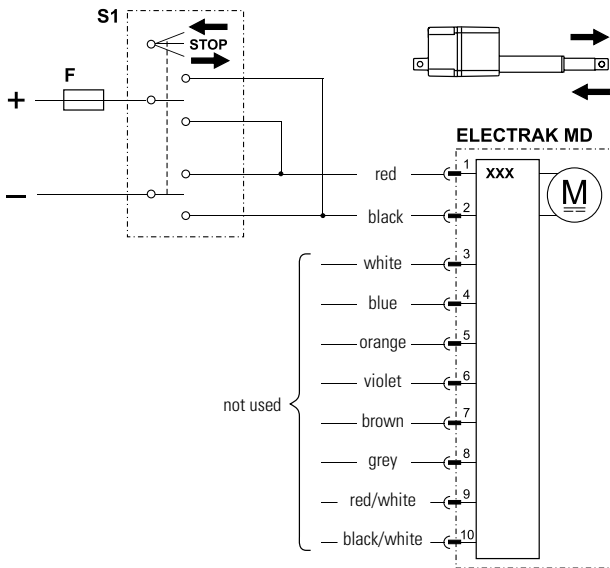 S1
STOP
F
+
–
ELECTRAK MD
1
XXX
red
M
2
black
3
white
4
blue
5
orange
6
violet
not used
7
brown
8
grey
9
red/white
10
black/white